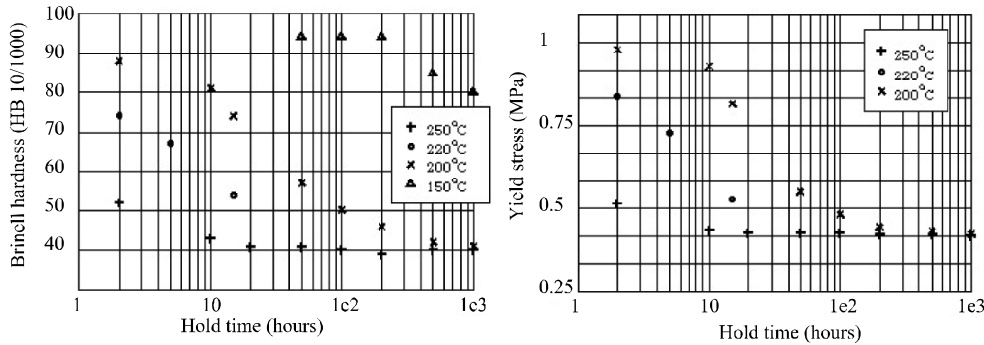 100
90
80
70
60
50
40
1
10
1e2
1e3
Brinell hardness (HB 10/1000)
Hold time (hours)
250°C
220°C
200°C
150°C
1
0.75
0.5
0.25
1
10
1e2
1e3
Yield stress (MPa)
Hold time (hours)
250°C
220°C
200°C